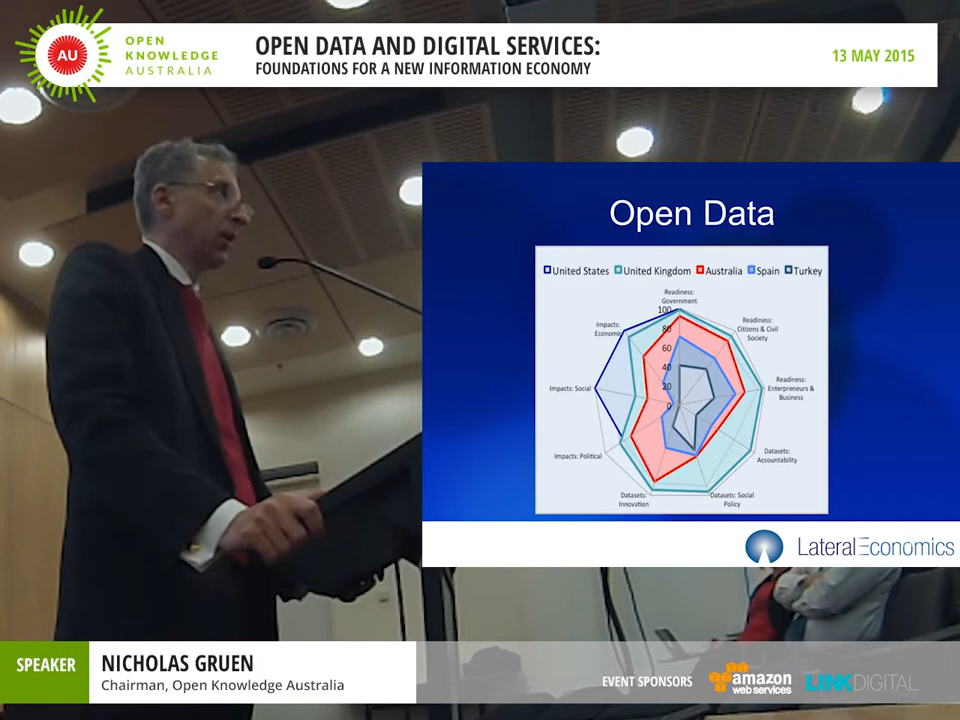 AU
OPEN
KNOWLEDGE
AUSTRALIA
OPEN DATA AND DIGITAL SERVICES:
FOUNDATIONS FOR A NEW INFORMATION ECONOMY
13 MAY 2015
Open Data
United States United Kingdom Australia Spain Turkey
Readiness:
Government
100
80
60
40
20
0
Readiness:
Citizens & Civil
Society
Readiness:
Enterpreneurs &
Business
Datasets:
Accountability
Datasets: Social
Policy
Datasets:
Innovation
Impacts: Political
Impacts: Social
Impacts:
Economic
LateralEconomics
SPEAKER
NICHOLAS GRUEN
Chairman, Open Knowledge Australia
EVENT SPONSORS
amazon
web services
LINKDIGITAL